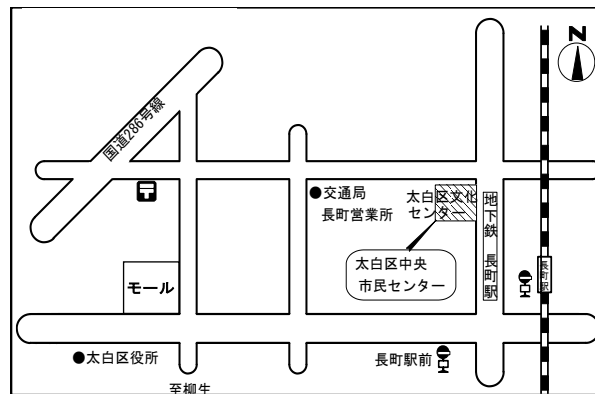 N
国道286号線
●交通局
長町営業所
太白区文化
センター
地下鉄 長町駅
太白区中央
市民センター
長町駅
モール
●太白区役所
長町駅前
至柳生